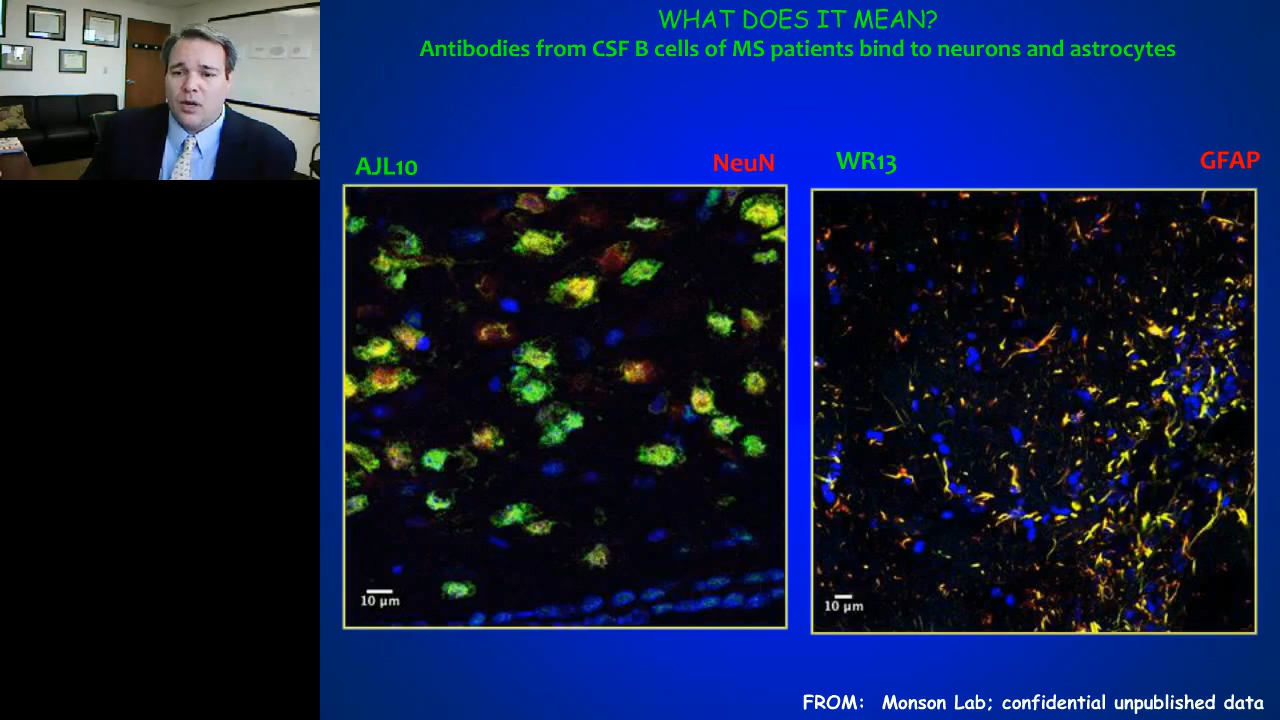 WHAT DOES IT MEAN?
Antibodies from CSF B cells of MS patients bind to neurons and astrocytes
AJL10
NeuN
WR13
GFAP
10 µm
10 µm
FROM: Monson Lab; confidential unpublished data